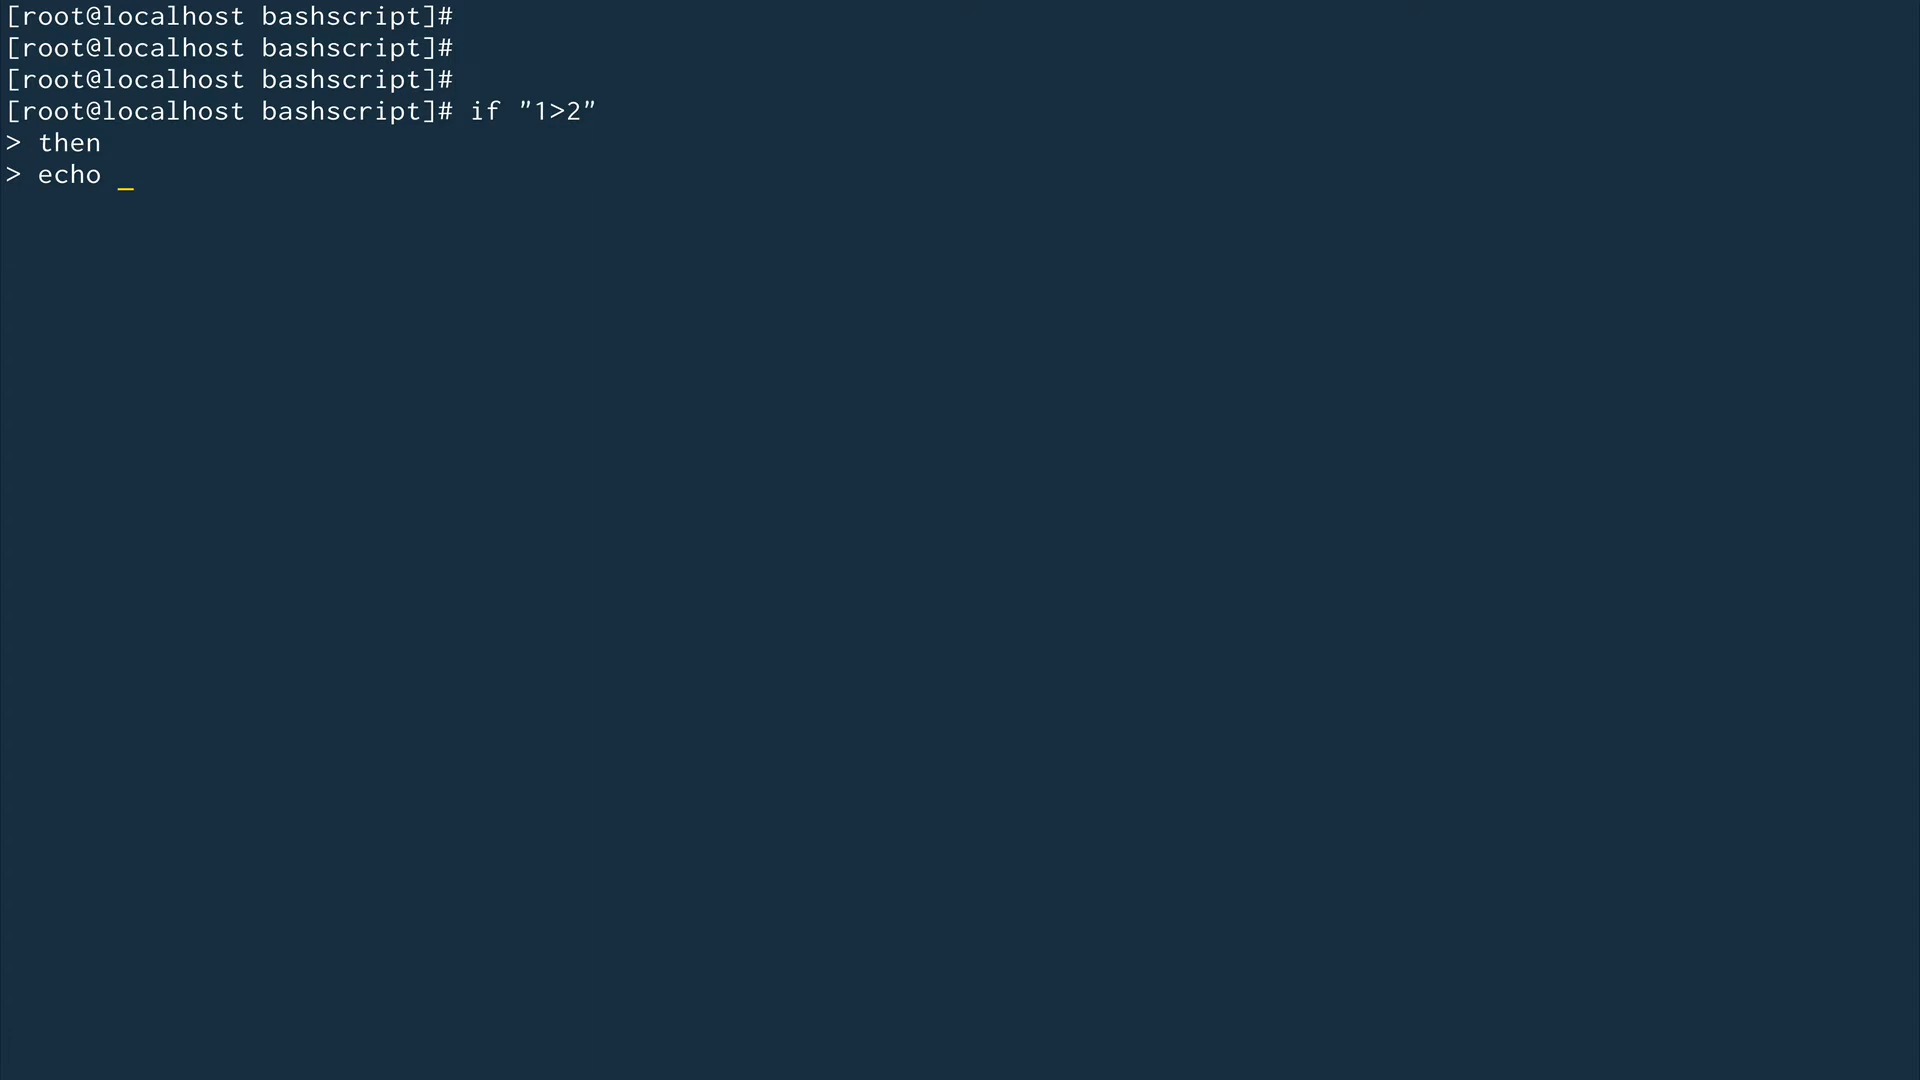 [root@localhost bashscript]#
[root@localhost bashscript]#
[root@localhost bashscript]#
[root@localhost bashscript]# if "1>2"
> then
> echo _